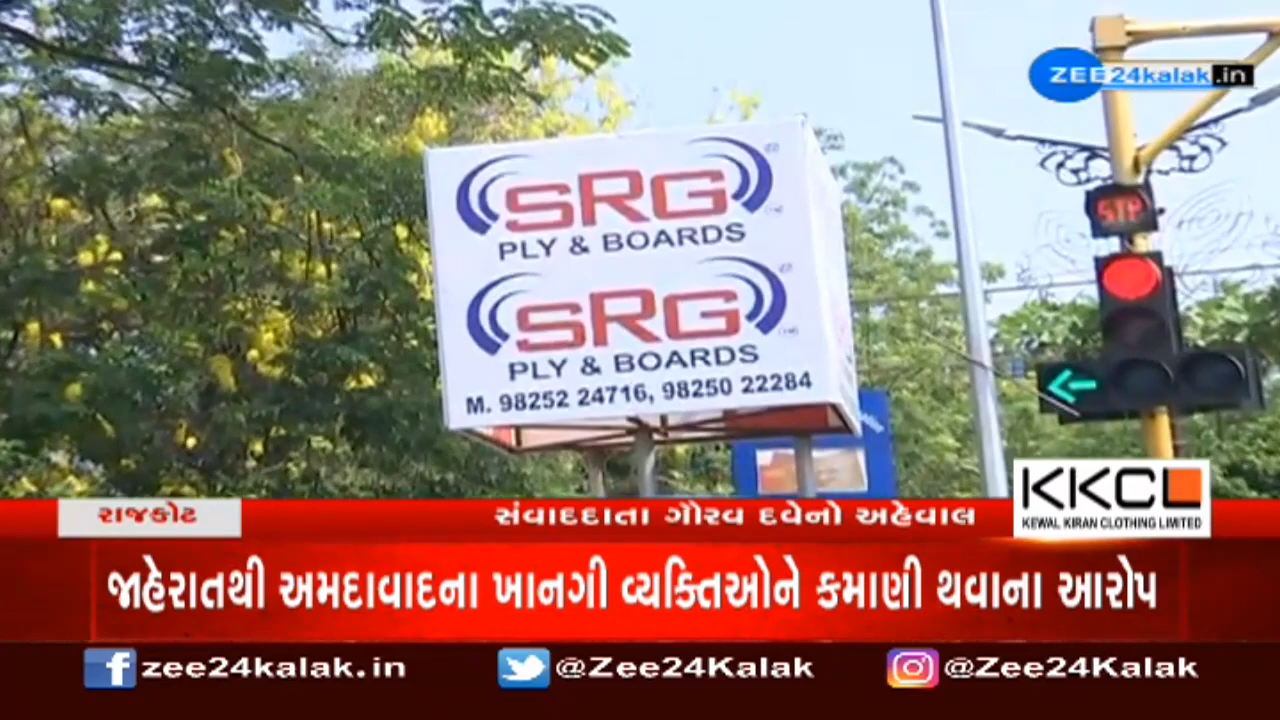 ZEE24kalak.in
SRG
PLY & BOARDS
SRG
PLY & BOARDS
M. 98252 24716, 98250 22284
STP
KKCL
KEWAL KIRAN CLOTHING LIMITED
રાજકોટ
સંવાદદાતા ગૌરવ દવેનો અહેવાલ
જાહેરાતથી અમદાવાદના ખાનગી વ્યક્તિઓને કમાણી થવાના આરોપ
zee24kalak.in
@Zee24Kalak
@Zee24Kalak